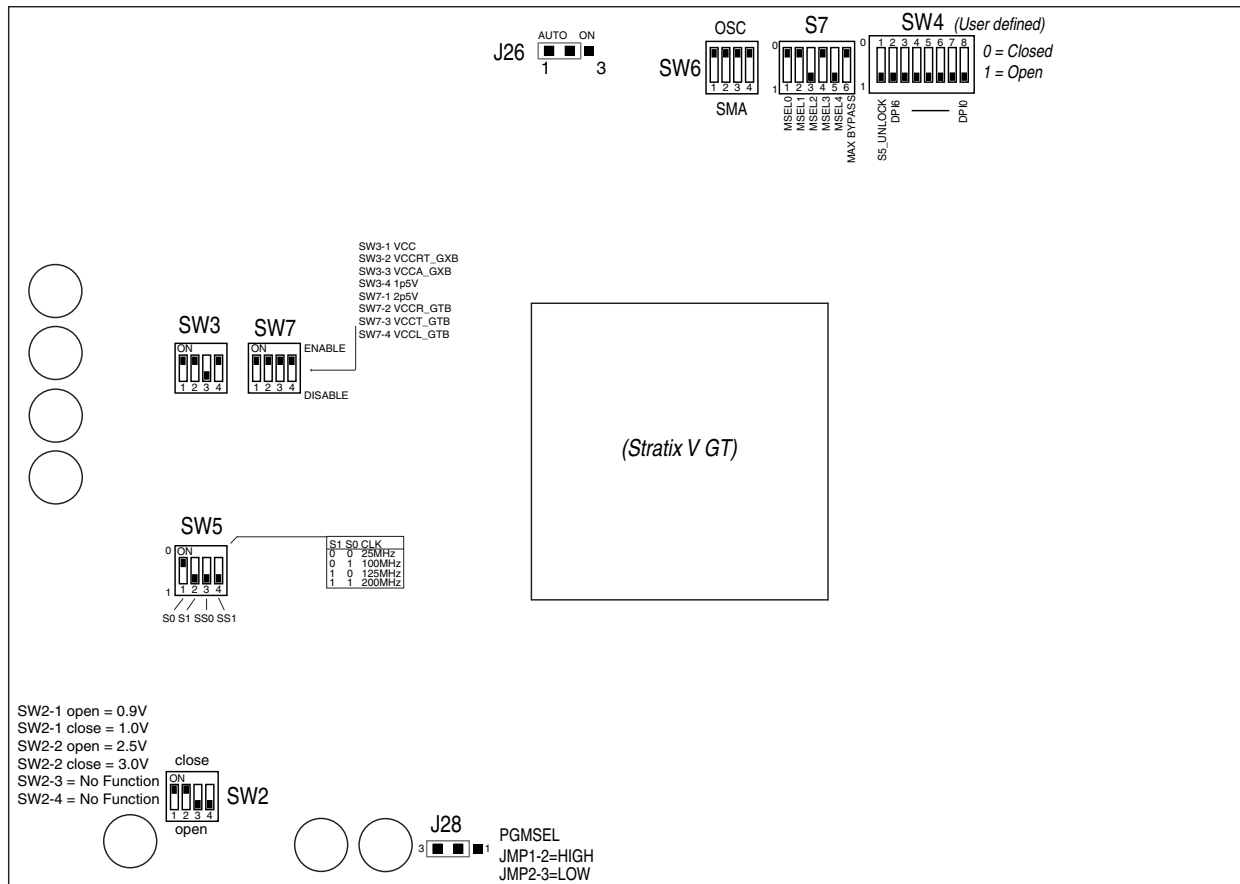 J26
AUTO ON
1 3
SW6
OSC
1 2 3 4
SMA
S7
0
1
1 2 3 4 5 6
MSEL0
MSEL1
MSEL2
MSEL3
MSEL4
MAX BYPASS
SW4 (User defined)
0
1
1 2 3 4 5 6 7 8
0 = Closed
1 = Open
S5_UNLOCK
DPI6
DPI0
SW3-1 VCC
SW3-2 VCCRT_GXB
SW3-3 VCCA_GXB
SW3-4 1p5V
SW7-1 2p5V
SW7-2 VCCR_GTB
SW7-3 VCCT_GTB
SW7-4 VCCL_GTB
SW3
ON
1 2 3 4
SW7
ON
1 2 3 4
ENABLE
DISABLE
(Stratix V GT)
SW5
0
1
ON
1 2 3 4
S0 S1 SS0 SS1
S1 S0 CLK
0 0 25MHz
0 1 100MHz
1 0 125MHz
1 1 200MHz
SW2-1 open = 0.9V
SW2-1 close = 1.0V
SW2-2 open = 2.5V
SW2-2 close = 3.0V
SW2-3 = No Function
SW2-4 = No Function
close
ON
1 2 3 4
open
SW2
J28
3 1
PGMSEL
JMP1-2=HIGH
JMP2-3=LOW